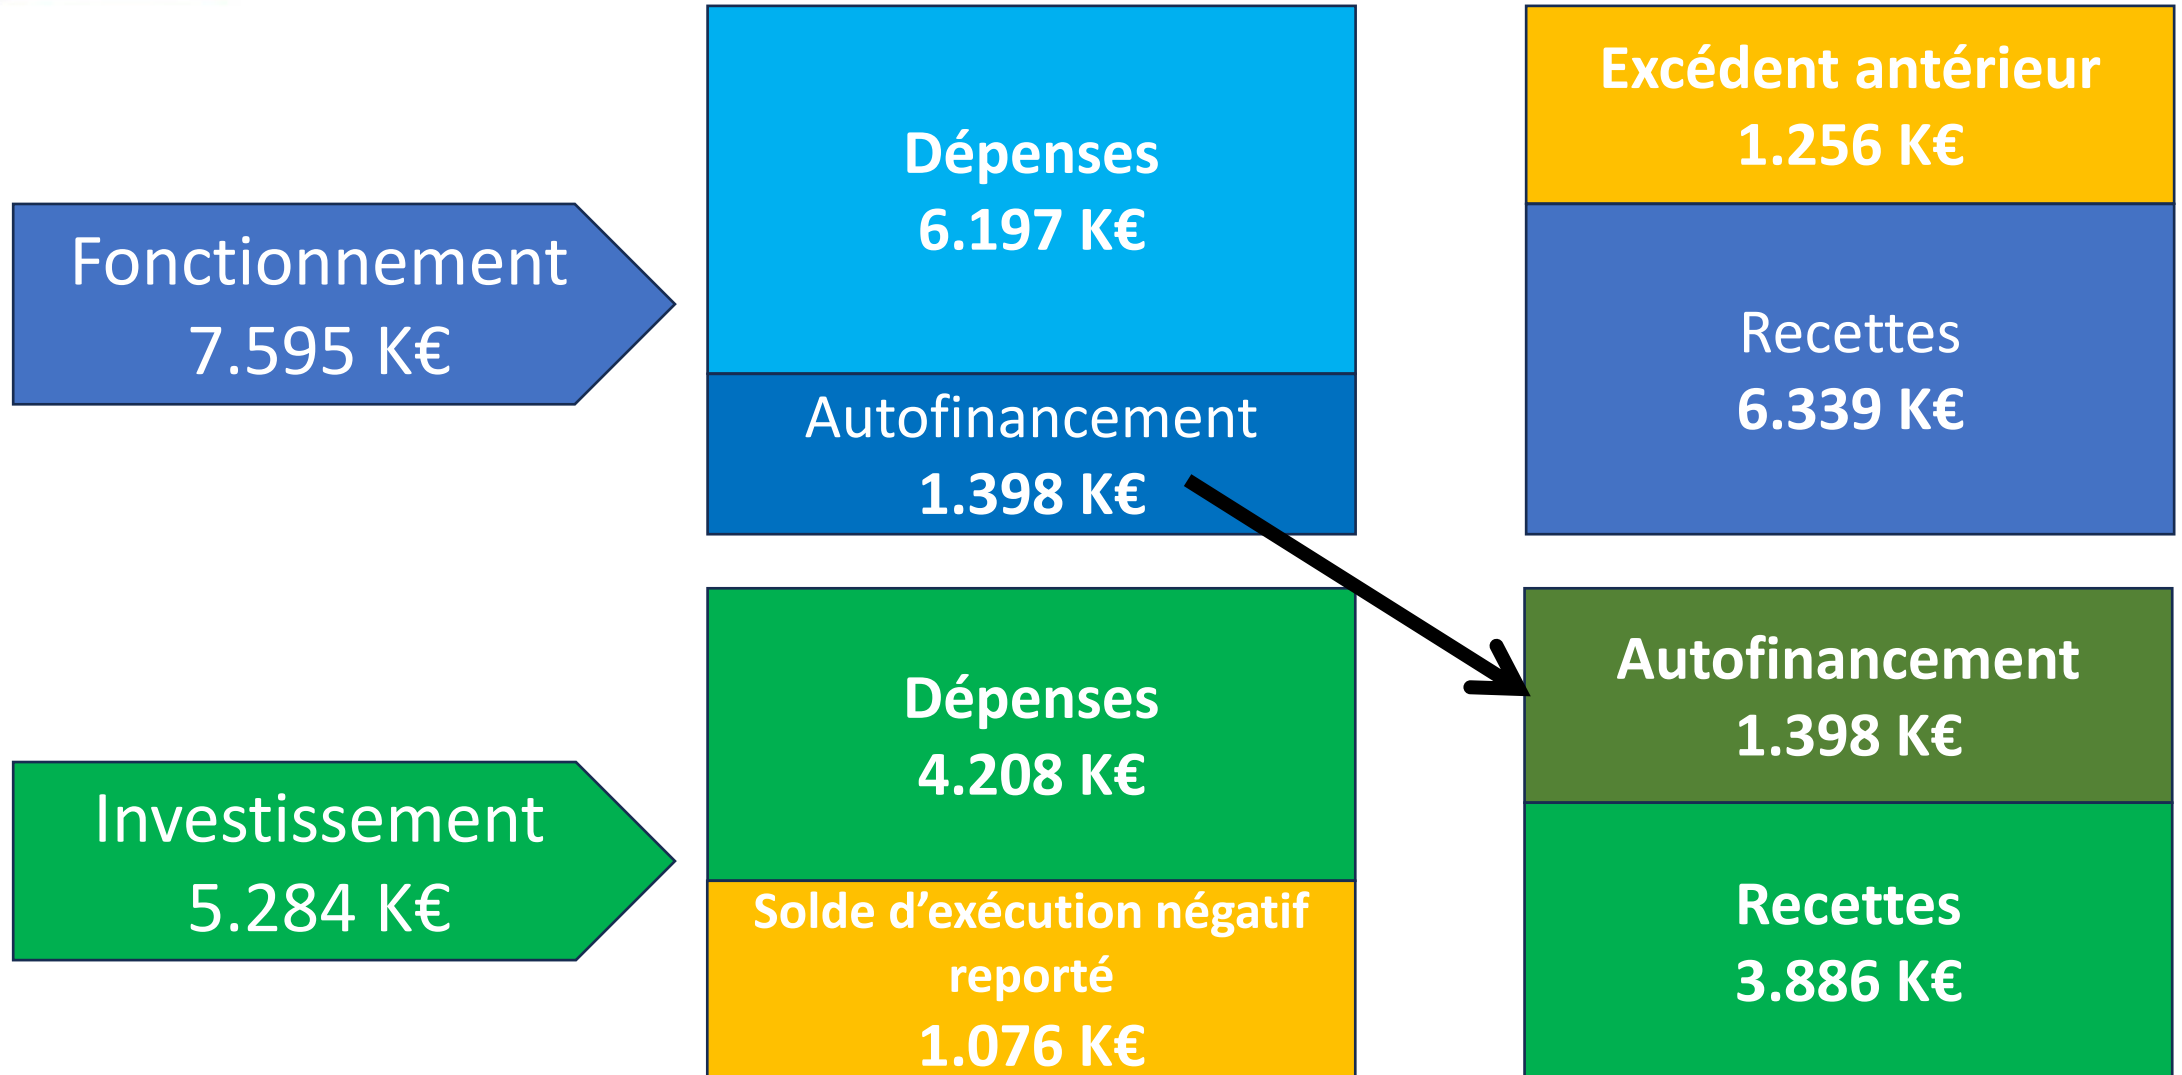 Fonctionnement
7.595 K€
Dépenses
6.197 K€
Autofinancement
1.398 K€
Excédent antérieur
1.256 K€
Recettes
6.339 K€
Investissement
5.284 K€
Dépenses
4.208 K€
Solde d’exécution négatif
reporté
1.076 K€
Autofinancement
1.398 K€
Recettes
3.886 K€